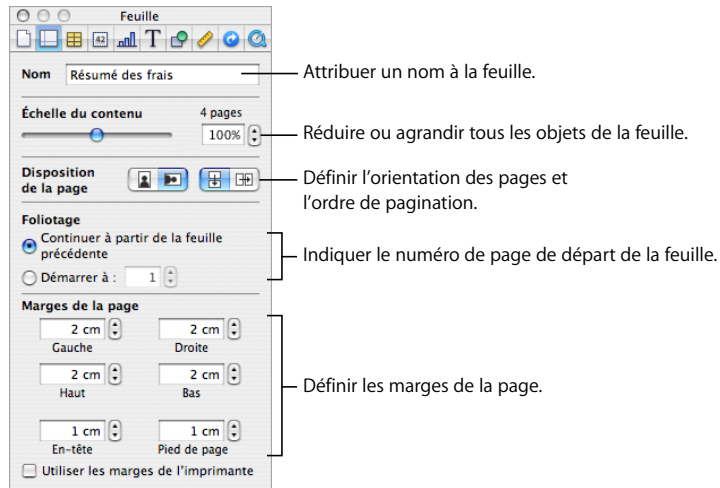 Feuille
42
T
Nom Résumé des frais
Attribuer un nom à la feuille.
Échelle du contenu 4 pages
100%
Réduire ou agrandir tous les objets de la feuille.
Disposition
de la page
Définir l’orientation des pages et
l’ordre de pagination.
Foliotage
Continuer à partir de la feuille
précédente
Démarrer à : 1
Indiquer le numéro de page de départ de la feuille.
Marges de la page
2 cm 2 cm
Gauche Droite
2 cm 2 cm
Haut Bas
Définir les marges de la page.
1 cm 1 cm
En-tête Pied de page
Utiliser les marges de l’imprimante